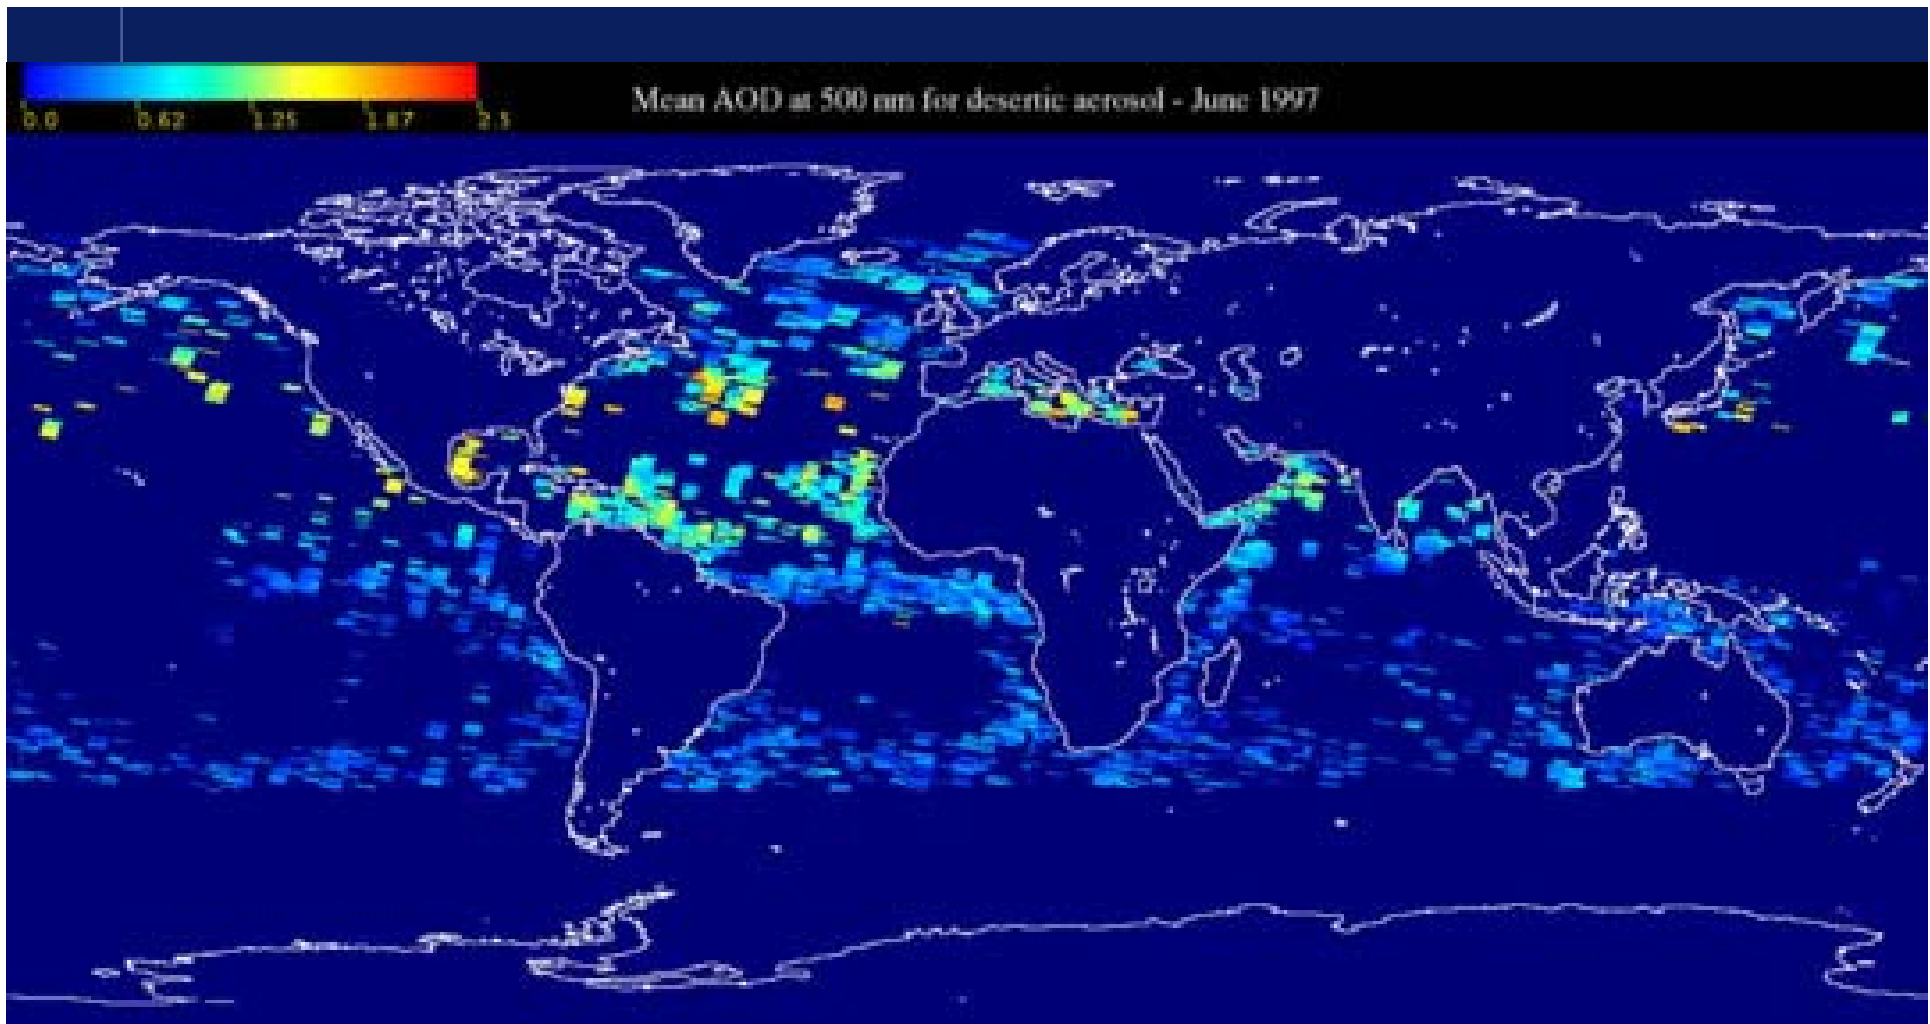 Mean AOD at 500 nm for desertic aerosol - June 1997
0.0 0.62 1.25 1.87 2.5